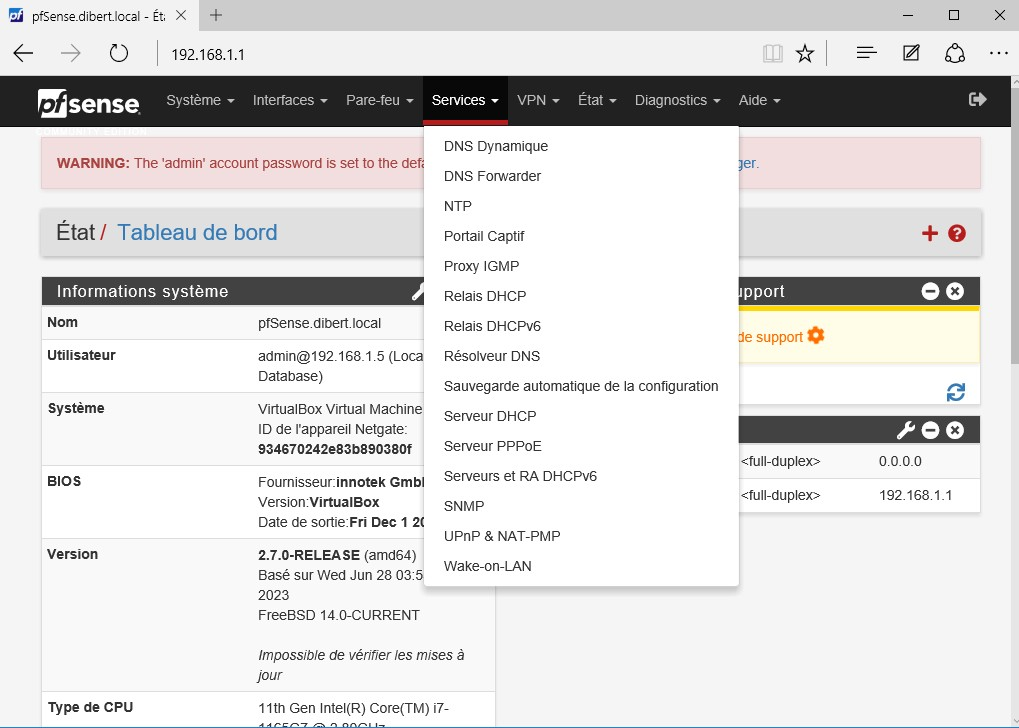 pfSense.dibert.local - Éta
192.168.1.1
pfsense
COMMUNITY EDITION
Système Interfaces Pare-feu Services VPN État Diagnostics Aide
WARNING: The 'admin' account password is set to the defa
ger.
DNS Dynamique
DNS Forwarder
NTP
Portail Captif
Proxy IGMP
Relais DHCP
Relais DHCPv6
Résolveur DNS
Sauvegarde automatique de la configuration
Serveur DHCP
Serveur PPPoE
Serveurs et RA DHCPv6
SNMP
UPnP & NAT-PMP
Wake-on-LAN
État / Tableau de bord
Informations système
Nom pfSense.dibert.local
Utilisateur admin@192.168.1.5 (Loca
Database)
Système VirtualBox Virtual Machine
ID de l'appareil Netgate:
934670242e83b890380f
BIOS Fournisseur:innotek Gmb
Version:VirtualBox
Date de sortie:Fri Dec 1 20
Version 2.7.0-RELEASE (amd64)
Basé sur Wed Jun 28 03:5
2023
FreeBSD 14.0-CURRENT
Impossible de vérifier les mises à
jour
Type de CPU 11th Gen Intel(R) Core(TM) i7-
1165G7 @ 2.80GHz
upport
de support
<full-duplex> 0.0.0.0
<full-duplex> 192.168.1.1